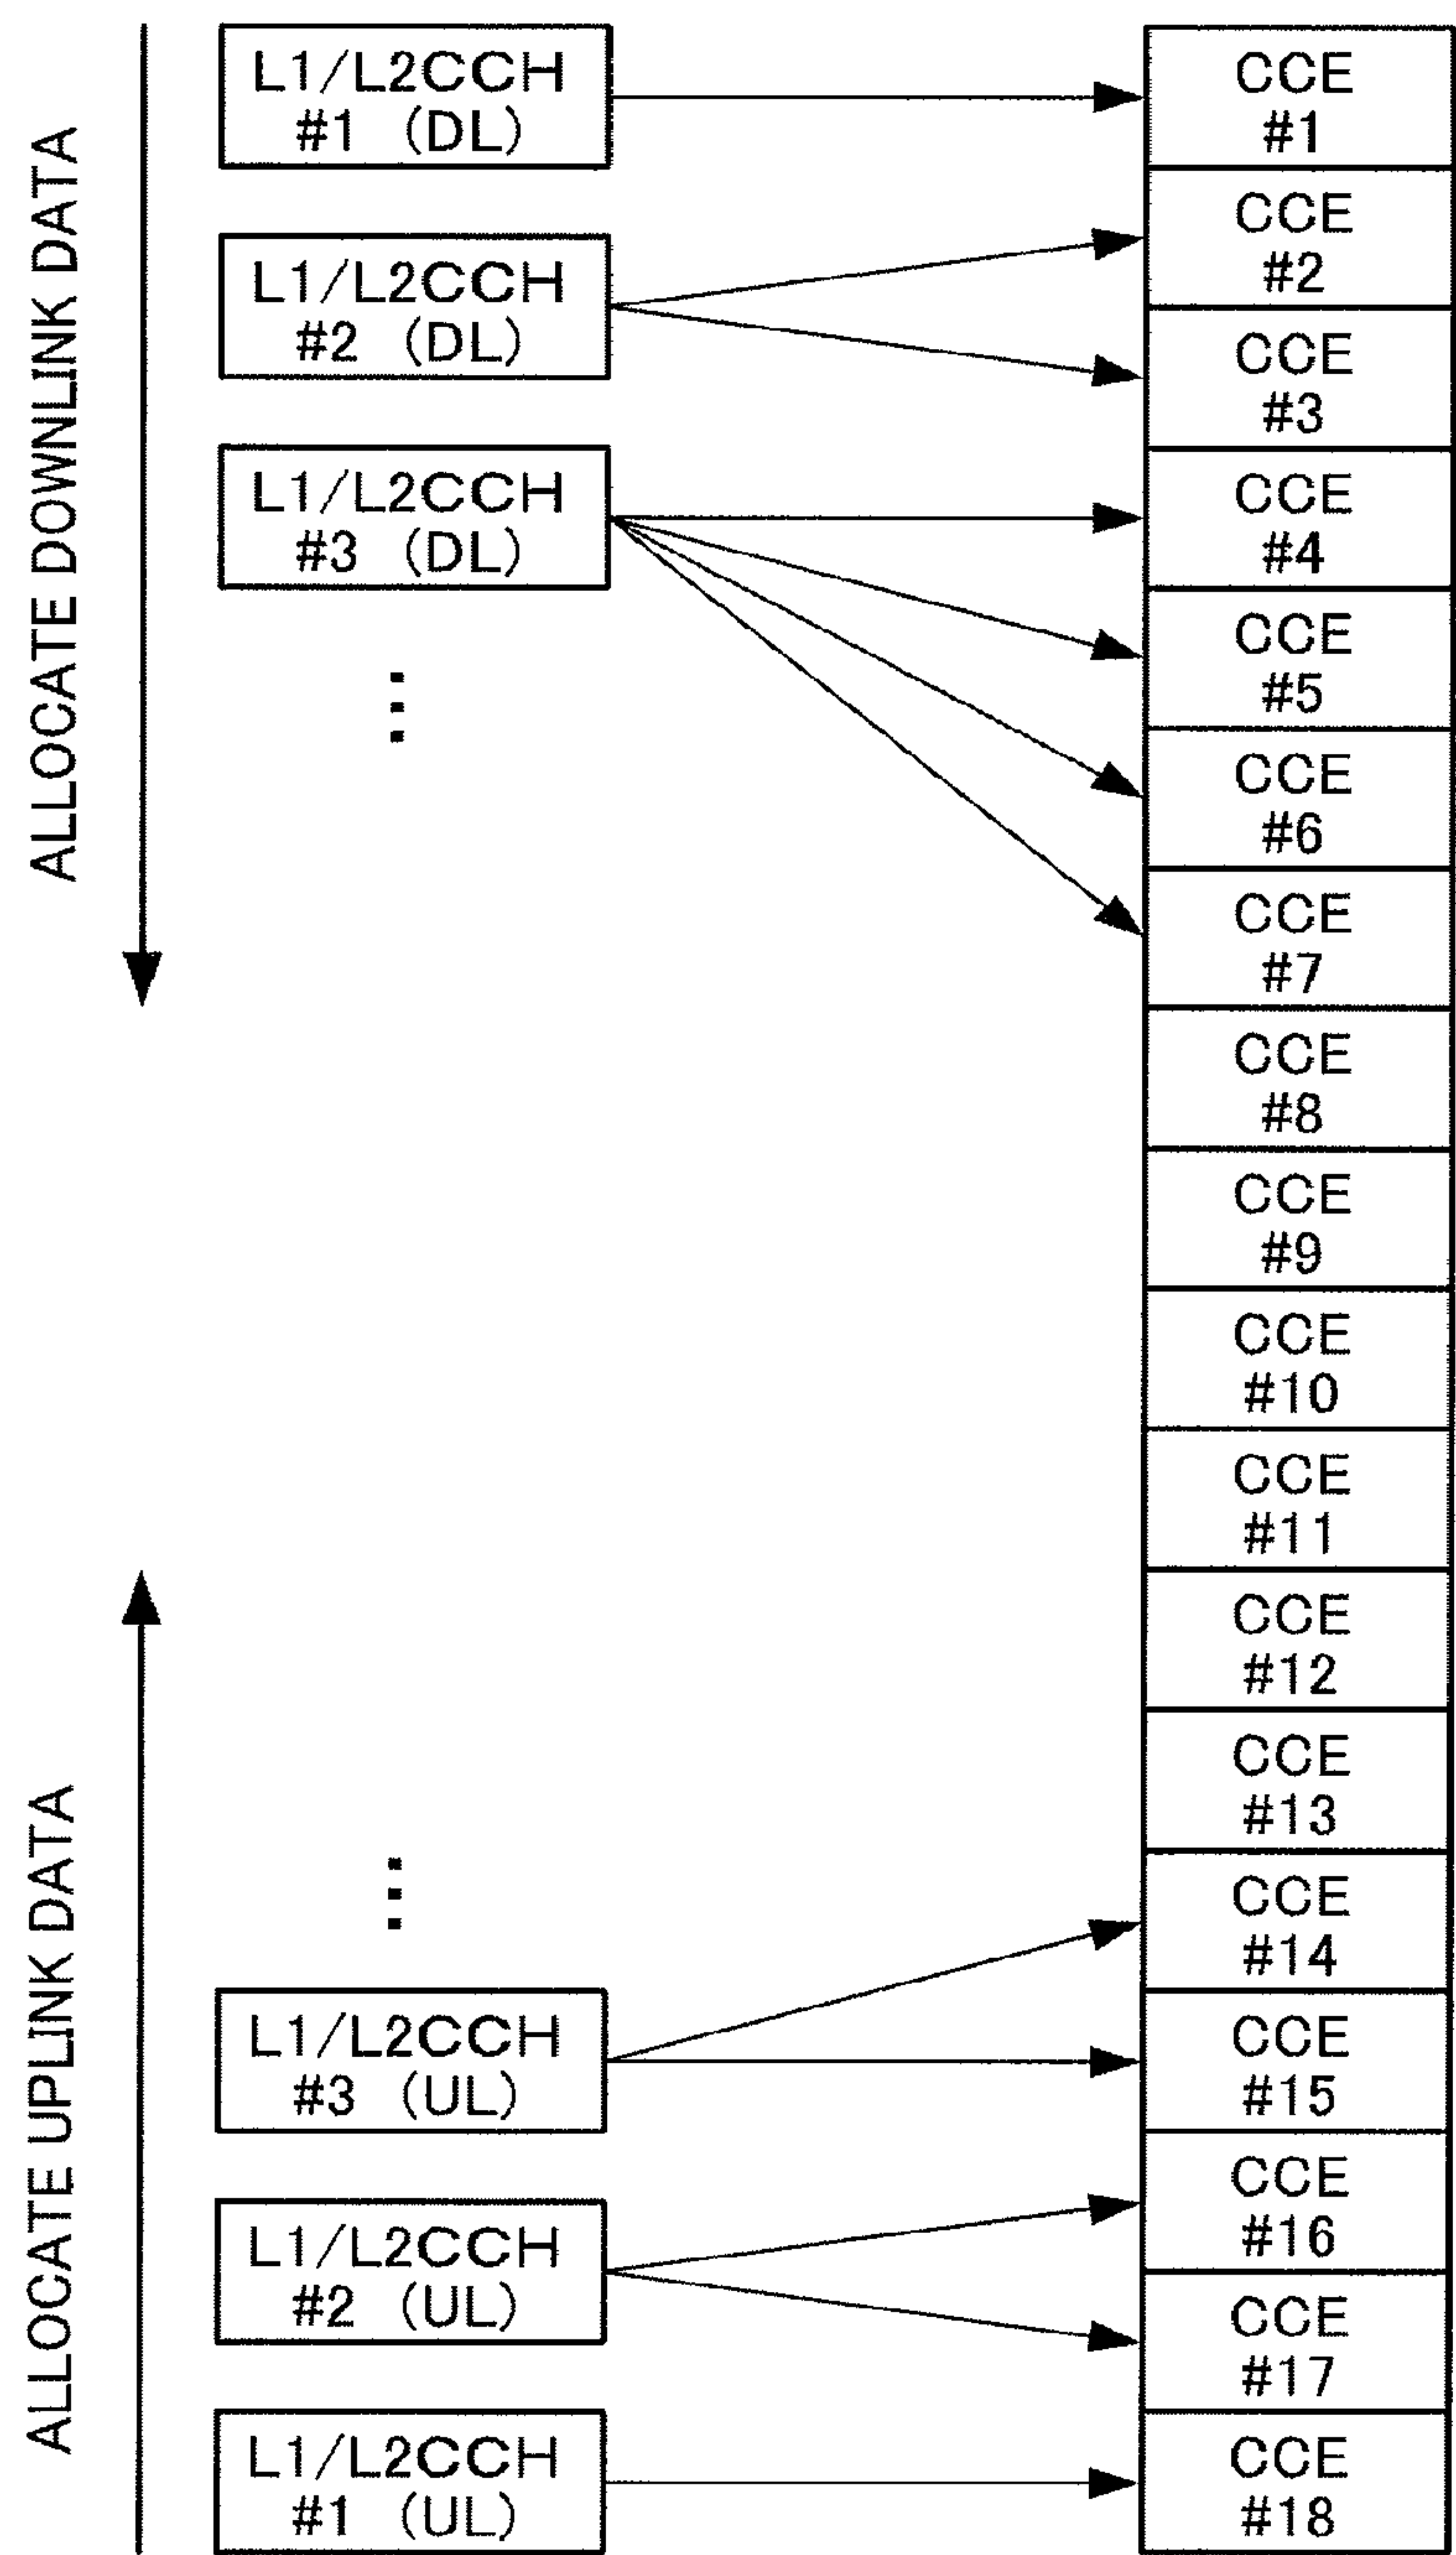 ALLOCATE DOWNLINK DATA
L1/L2CCH
#1 (DL)
L1/L2CCH
#2 (DL)
L1/L2CCH
#3 (DL)
ALLOCATE UPLINK DATA
L1/L2CCH
#3 (UL)
L1/L2CCH
#2 (UL)
L1/L2CCH
#1 (UL)
CCE
#1
CCE
#2
CCE
#3
CCE
#4
CCE
#5
CCE
#6
CCE
#7
CCE
#8
CCE
#9
CCE
#10
CCE
#11
CCE
#12
CCE
#13
CCE
#14
CCE
#15
CCE
#16
CCE
#17
CCE
#18